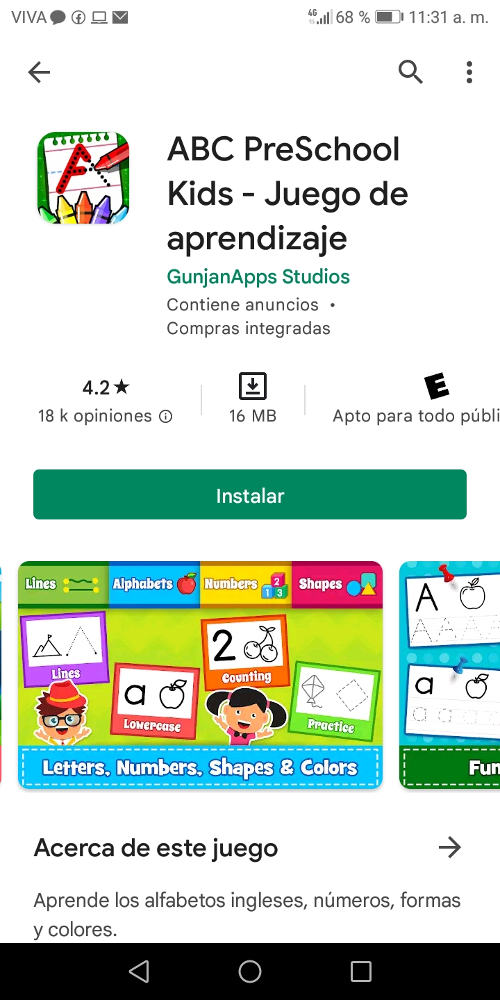 VIVA 4G 68 % 11:31 a. m.
ABC PreSchool
Kids - Juego de
aprendizaje
GunjanApps Studios
Contiene anuncios •
Compras integradas
4.2★
18 k opiniones
16 MB
E
Apto para todo públi
Instalar
Lines Alphabets Numbers 2 1 3 Shapes
Lines
a
Lowercase
2
Counting
Practice
Letters, Numbers, Shapes & Colors
A
A A A A
a
a a a a
Fun
Acerca de este juego
Aprende los alfabetos ingleses, números, formas
y colores.